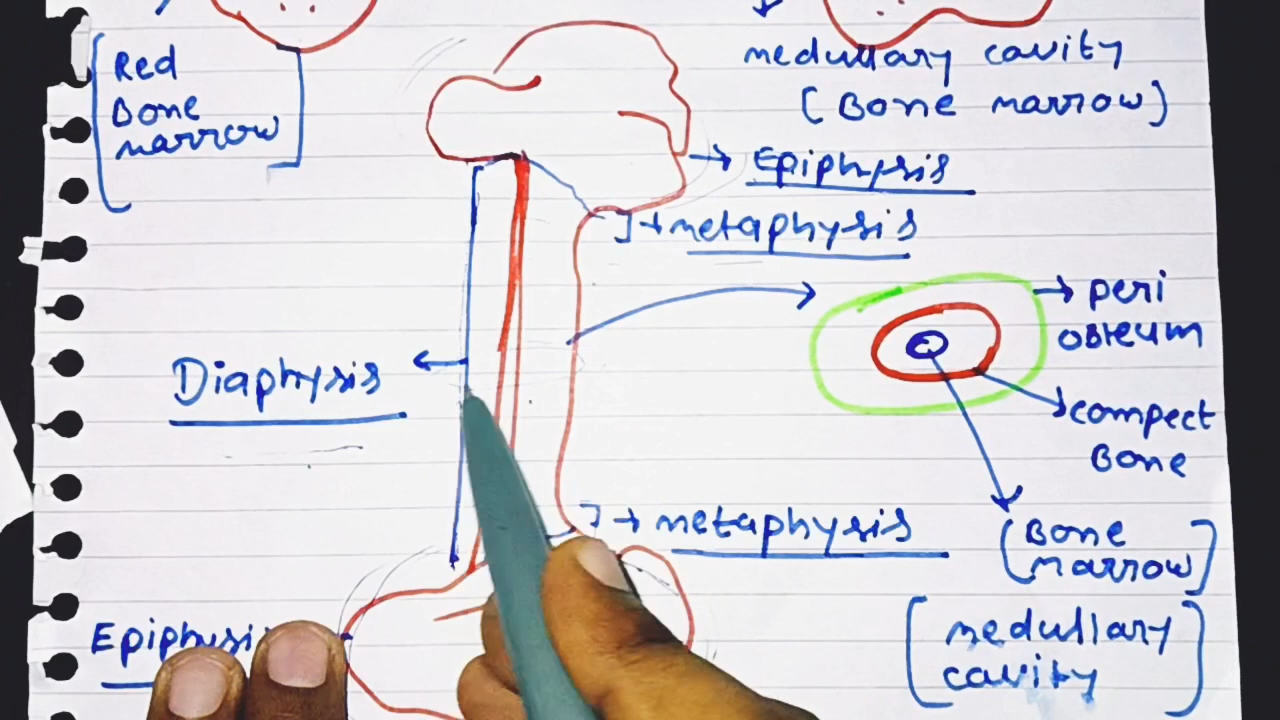 Red
Bone
marrow
medullary cavity
[Bone marrow]
→ Epiphysis
] → metaphysis
→ peri
osteum
Diaphysis
compect
Bone
] → metaphysis
[Bone
marrow]
[medullary
cavity]